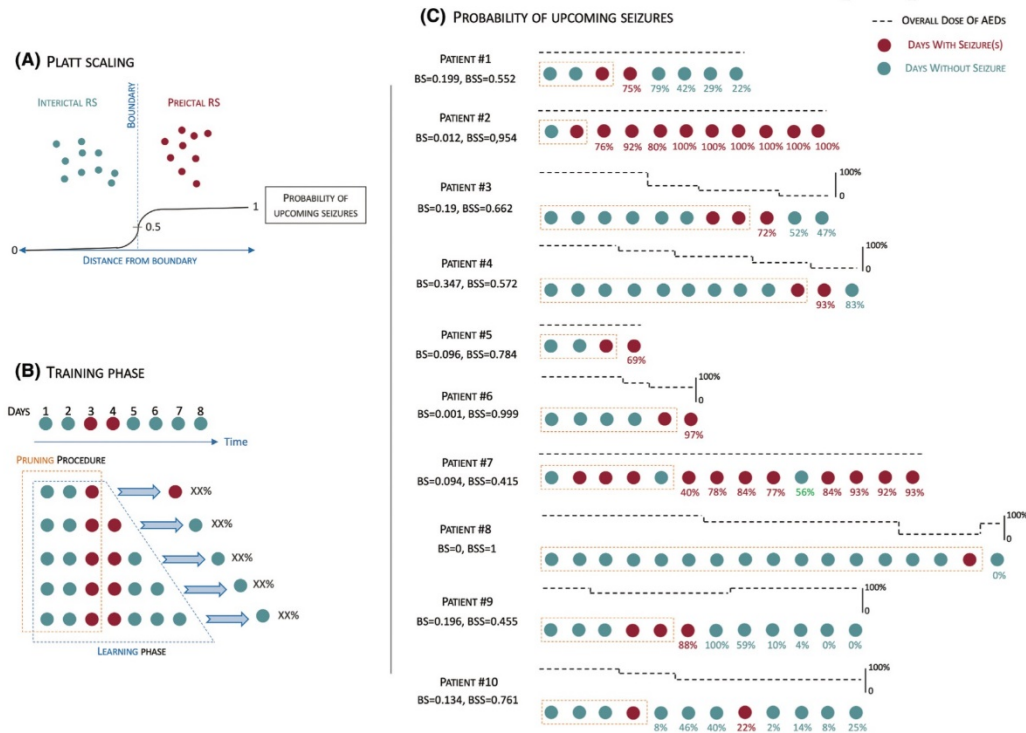 (A) PLATT SCALING
INTERICTAL RS
BOUNDARY
PREICTAL RS
PROBABILITY OF
UPCOMING SEIZURES
1
0.5
0
DISTANCE FROM BOUNDARY
(B) TRAINING PHASE
DAYS 1 2 3 4 5 6 7 8
Time
PRUNING PROCEDURE
XX%
XX%
XX%
XX%
XX%
LEARNING PHASE
(C) PROBABILITY OF UPCOMING SEIZURES
OVERALL DOSE OF AEDS
DAYS WITH SEIZURE(S)
DAYS WITHOUT SEIZURE
PATIENT #1
BS=0.199, BSS=0.552
75% 79% 42% 29% 22%
PATIENT #2
BS=0.012, BSS=0,954
76% 92% 80% 100% 100% 100% 100% 100% 100%
PATIENT #3
BS=0.19, BSS=0.662
100%
0
72% 52% 47%
PATIENT #4
BS=0.347, BSS=0.572
100%
0
93% 83%
PATIENT #5
BS=0.096, BSS=0.784
69%
PATIENT #6
BS=0.001, BSS=0.999
100%
0
97%
PATIENT #7
BS=0.094, BSS=0.415
40% 78% 84% 77% 56% 84% 93% 92% 93%
PATIENT #8
BS=0, BSS=1
100%
0
0%
PATIENT #9
BS=0.196, BSS=0.455
100%
0
88% 100% 59% 10% 4% 0% 0%
PATIENT #10
BS=0.134, BSS=0.761
100%
0
8% 46% 40% 22% 2% 14% 8% 25%